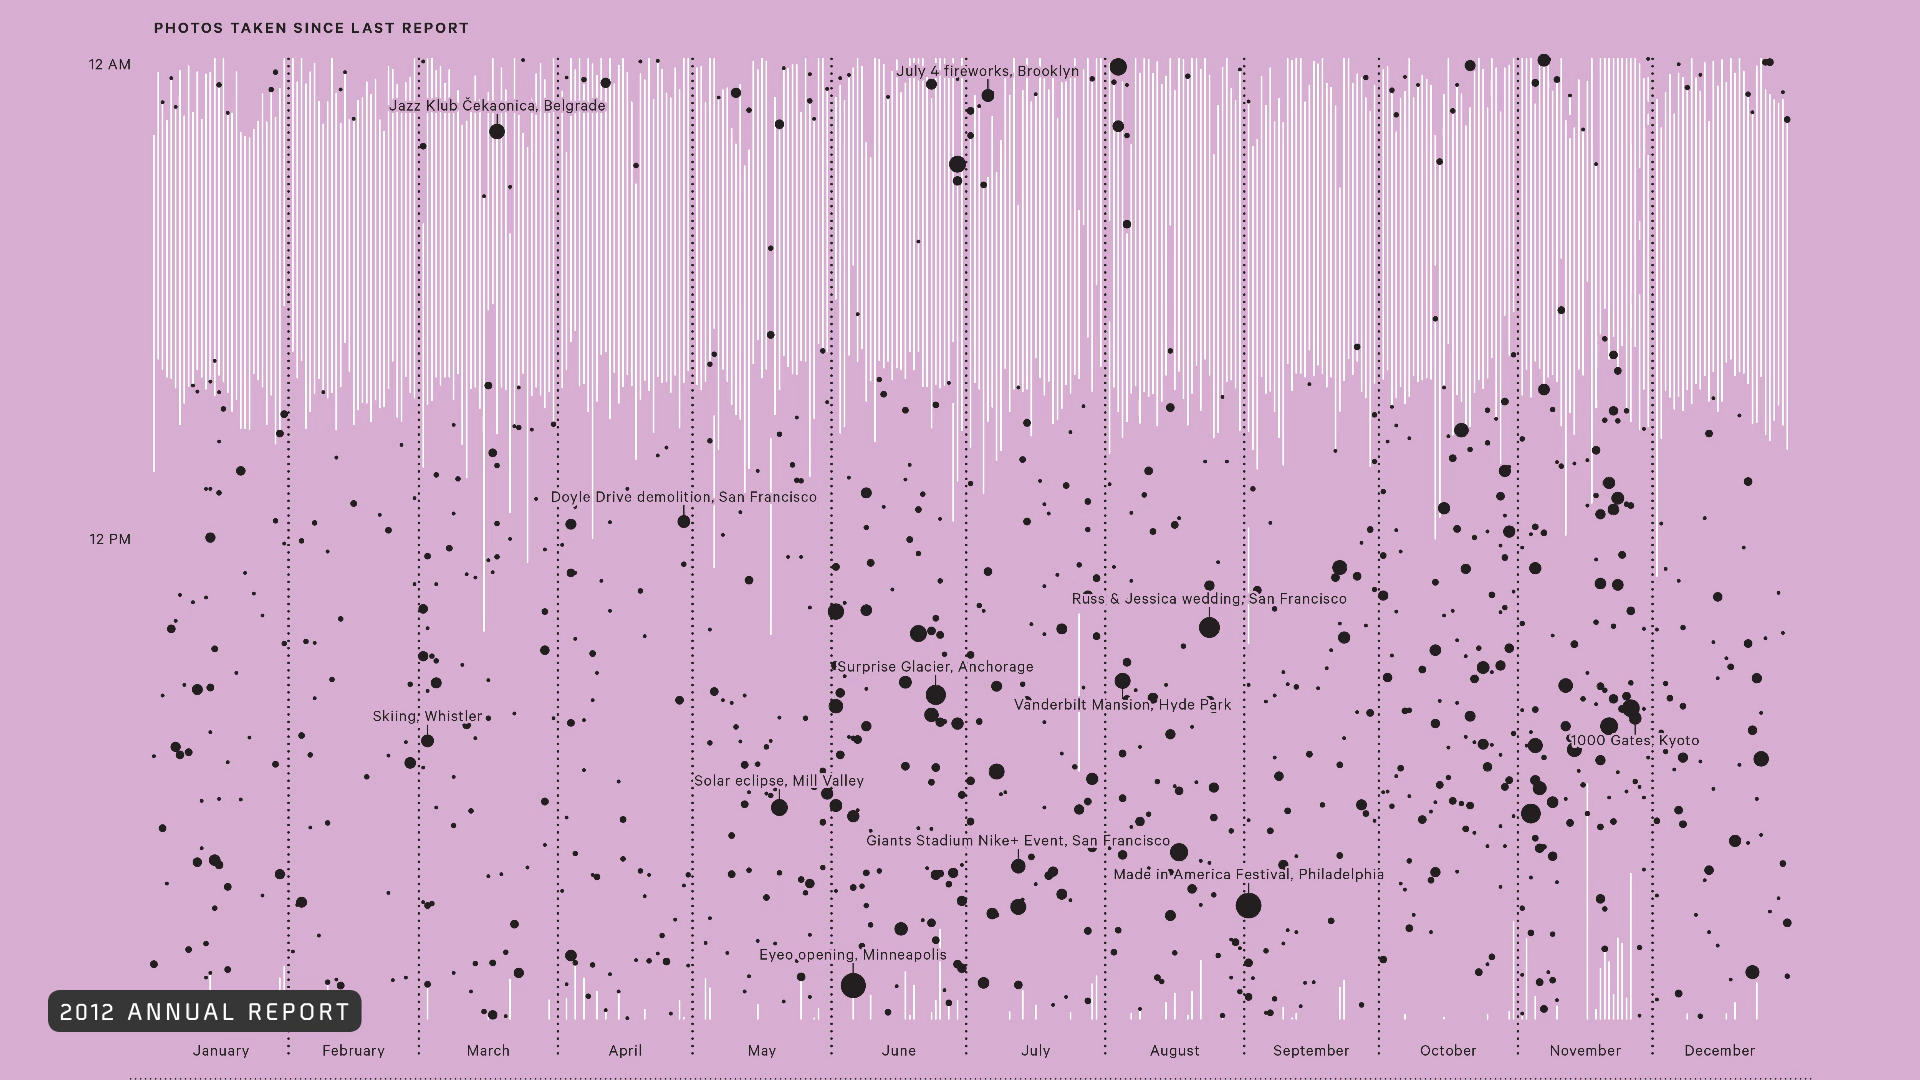 PHOTOS TAKEN SINCE LAST REPORT
12 AM
July 4 fireworks, Brooklyn
Jazz Klub Čekaonica, Belgrade
Doyle Drive demolition, San Francisco
12 PM
Russ & Jessica wedding, San Francisco
Surprise Glacier, Anchorage
Vanderbilt Mansion, Hyde Park
Skiing, Whistler
1000 Gates, Kyoto
Solar eclipse, Mill Valley
Giants Stadium Nike+ Event, San Francisco
Made in America Festival, Philadelphia
Eyeo opening, Minneapolis
2012 ANNUAL REPORT
January February March April May June July August September October November December